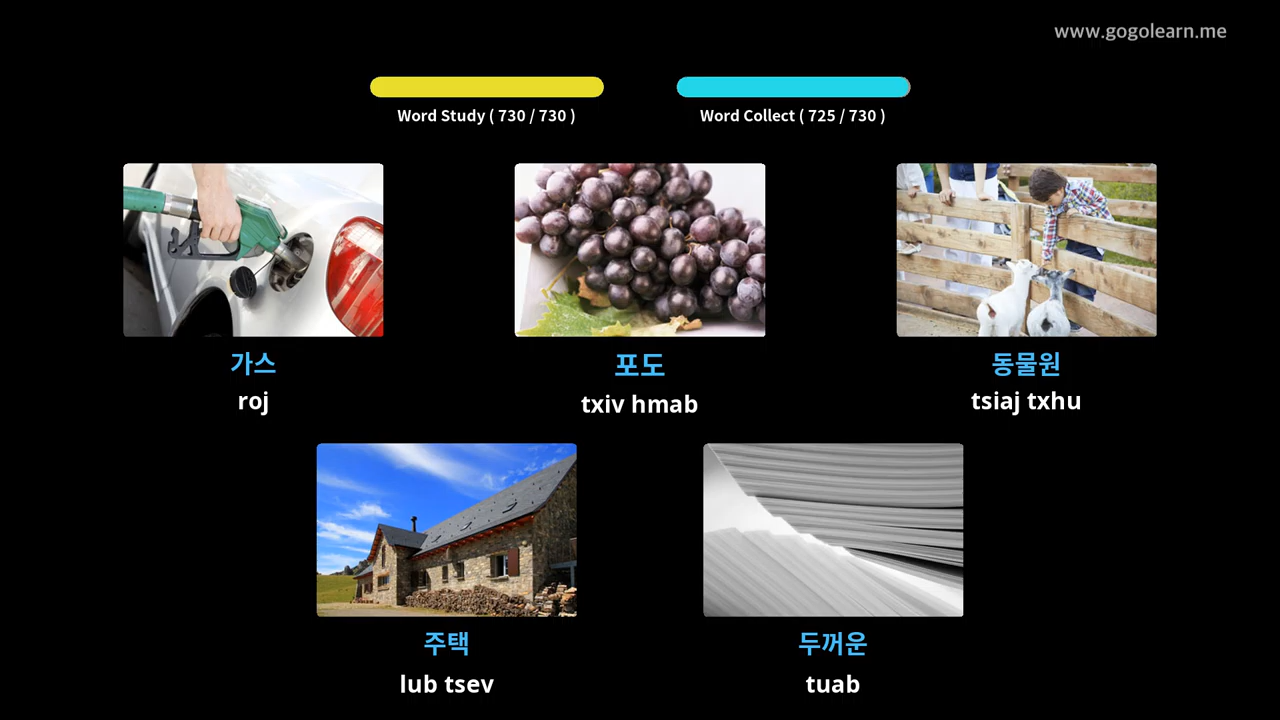 www.gogolearn.me
Word Study ( 730 / 730 )
Word Collect ( 725 / 730 )
가스
roj
포도
txiv hmab
동물원
tsiaj txhu
주택
lub tsev
두꺼운
tuab